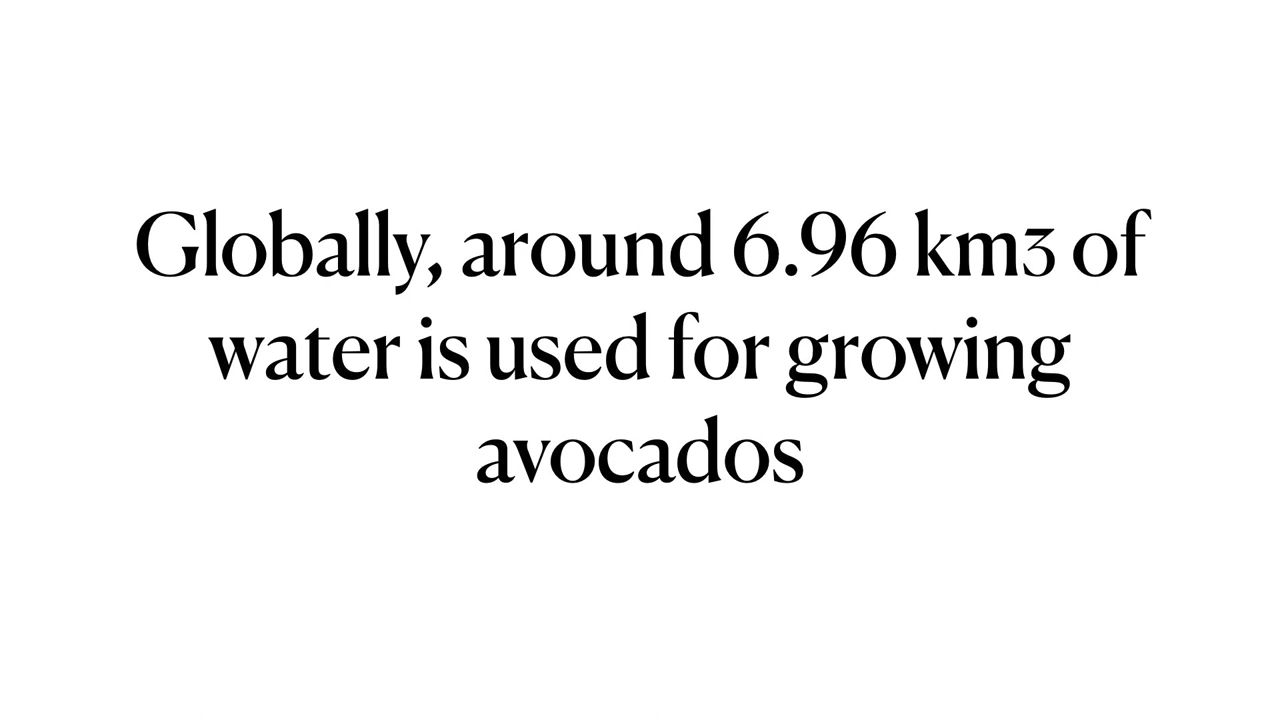 Globally, around 6.96 km3 of
water is used for growing
avocados